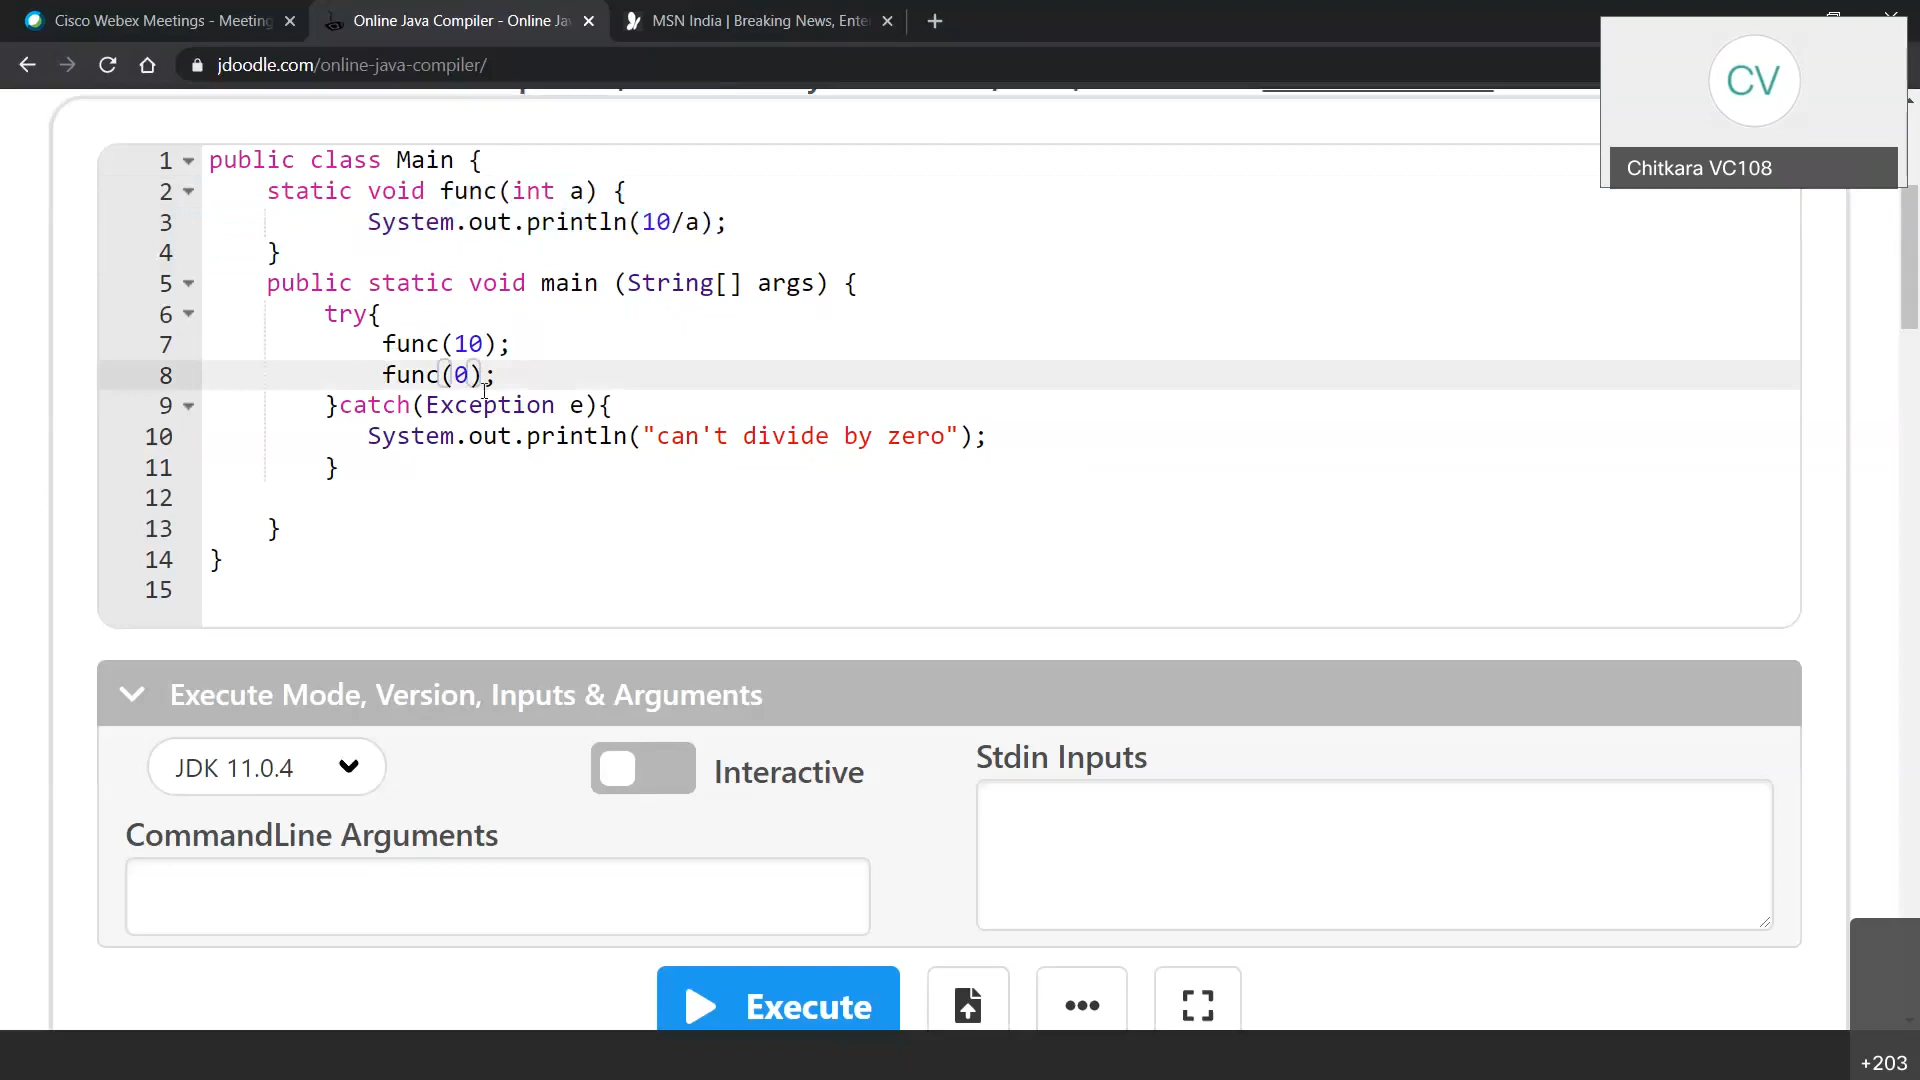 Cisco Webex Meetings - Meeting
Online Java Compiler - Online Ja
MSN India | Breaking News, Ente
jdoodle.com/online-java-compiler/
Chitkara VC108
1 public class Main {
2 static void func(int a) {
3 System.out.println(10/a);
4 }
5 public static void main (String[] args) {
6 try{
7 func(10);
8 func(0);
9 }catch(Exception e){
10 System.out.println("can't divide by zero");
11 }
12
13 }
14 }
15
Execute Mode, Version, Inputs & Arguments
JDK 11.0.4
Interactive
Stdin Inputs
CommandLine Arguments
Execute
CV
+203